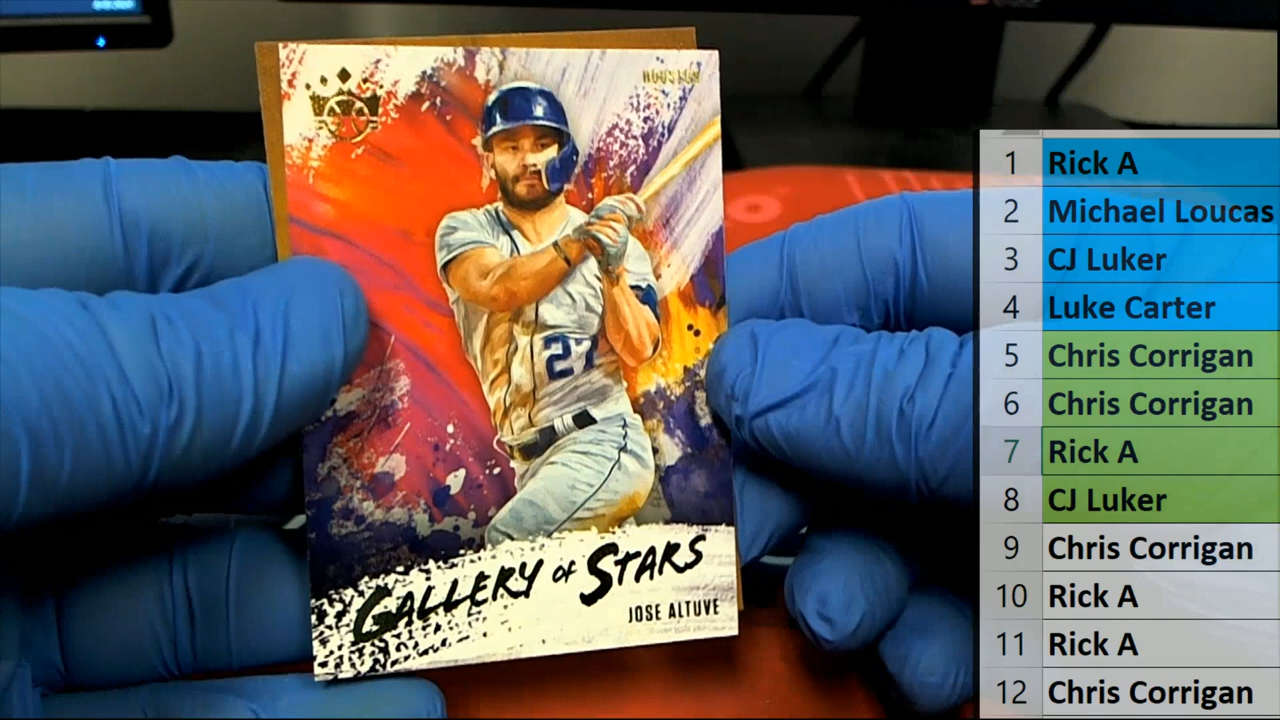 HOUSTON
27
GALLERY OF STARS
JOSE ALTUVE
1 Rick A
2 Michael Loucas
3 CJ Luker
4 Luke Carter
5 Chris Corrigan
6 Chris Corrigan
7 Rick A
8 CJ Luker
9 Chris Corrigan
10 Rick A
11 Rick A
12 Chris Corrigan